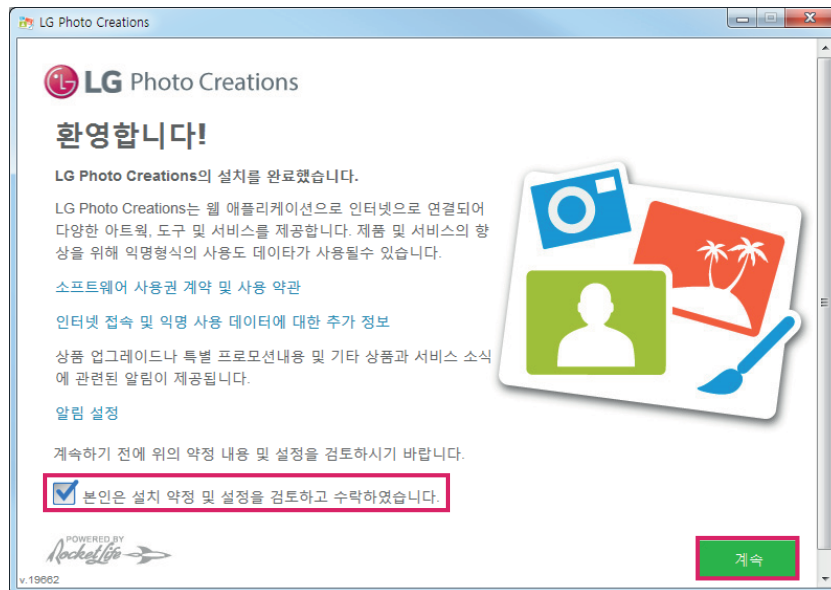 LG Photo Creations
LG Photo Creations
환영합니다!
LG Photo Creations의 설치를 완료했습니다.
LG Photo Creations는 웹 애플리케이션으로 인터넷으로 연결되어
다양한 아트웍, 도구 및 서비스를 제공합니다. 제품 및 서비스의 향
상을 위해 익명형식의 사용도 데이타가 사용될수 있습니다.
소프트웨어 사용권 계약 및 사용 약관
인터넷 접속 및 익명 사용 데이터에 대한 추가 정보
상품 업그레이드나 특별 프로모션내용 및 기타 상품과 서비스 소식
에 관련된 알림이 제공됩니다.
알림 설정
계속하기 전에 위의 약정 내용 및 설정을 검토하시기 바랍니다.
본인은 설치 약정 및 설정을 검토하고 수락하였습니다.
POWERED BY
RocketLife
계속
v.19662